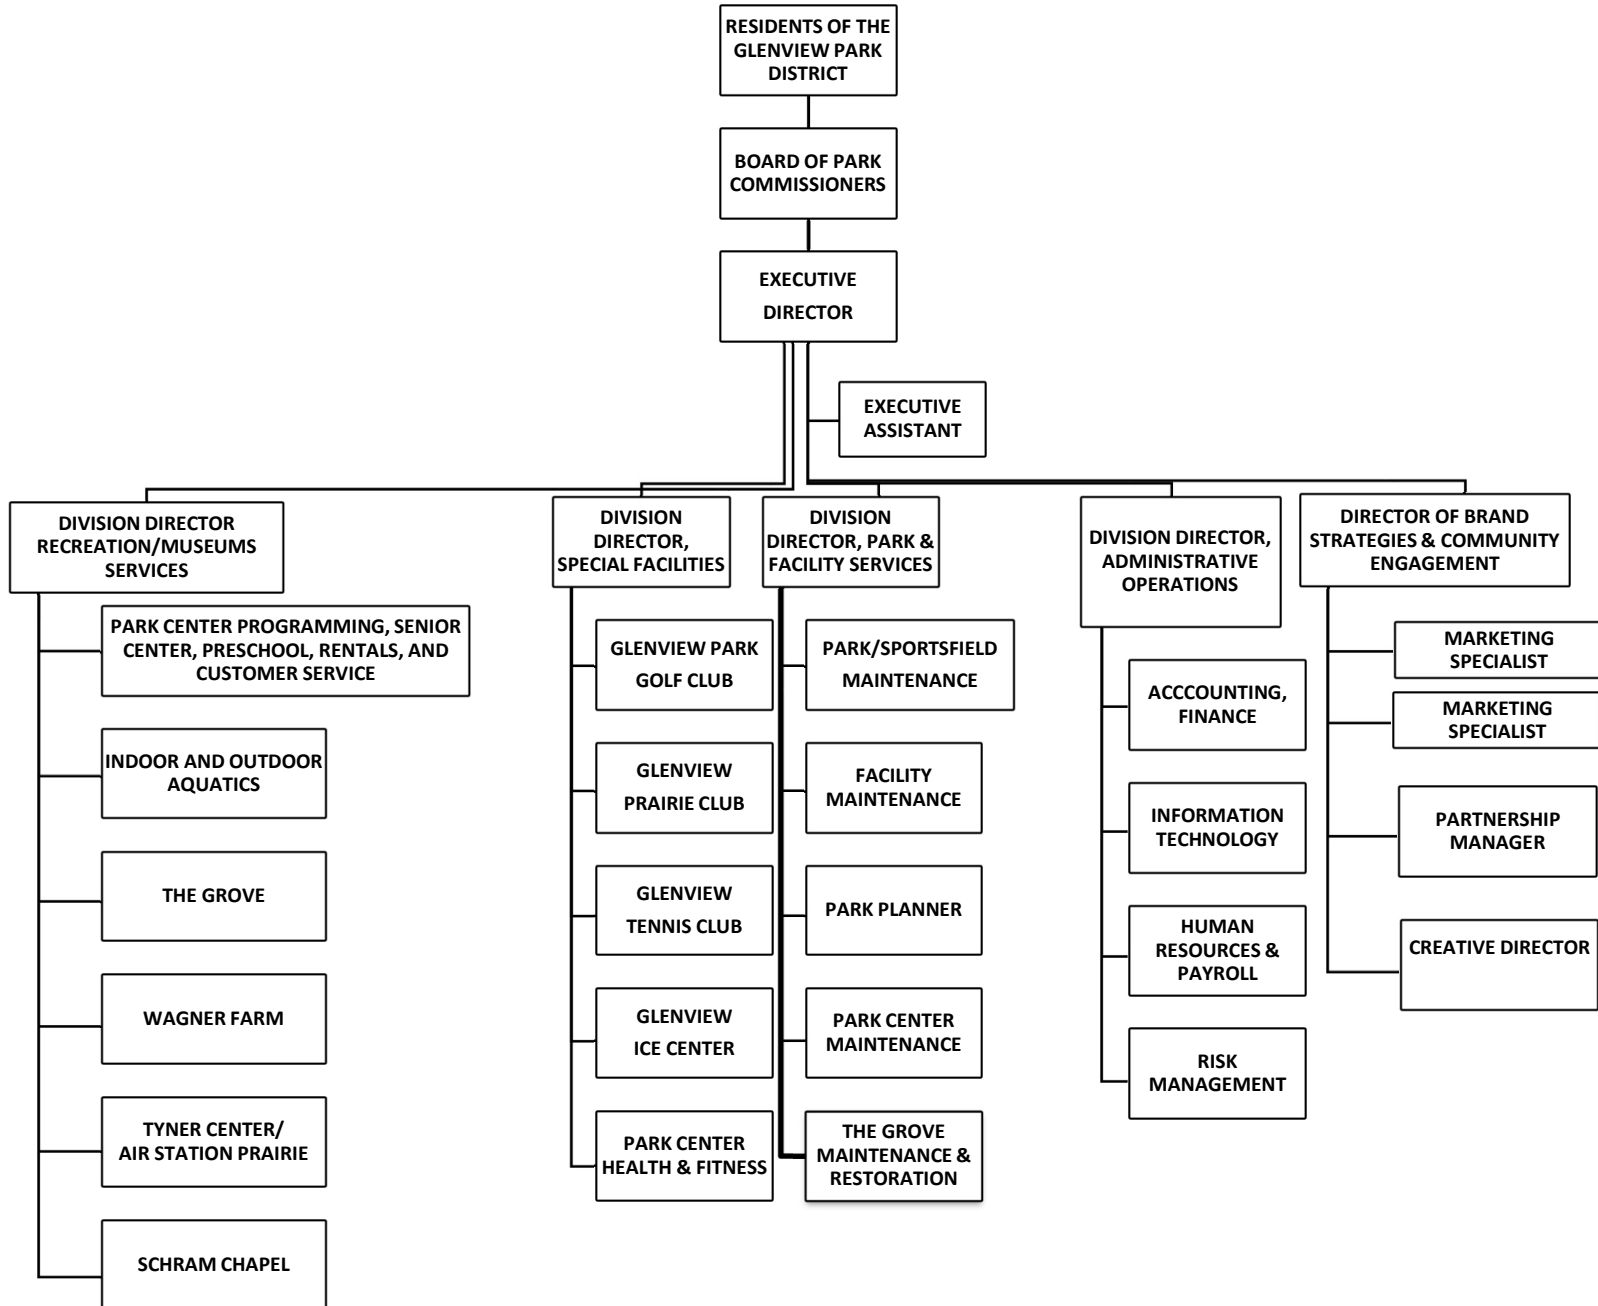 RESIDENTS OF THE
GLENVIEW PARK
DISTRICT
BOARD OF PARK
COMMISSIONERS
EXECUTIVE
DIRECTOR
EXECUTIVE
ASSISTANT
DIVISION DIRECTOR
RECREATION/MUSEUMS
SERVICES
PARK CENTER PROGRAMMING, SENIOR
CENTER, PRESCHOOL, RENTALS, AND
CUSTOMER SERVICE
INDOOR AND OUTDOOR
AQUATICS
THE GROVE
WAGNER FARM
TYNER CENTER/
AIR STATION PRAIRIE
SCHRAM CHAPEL
DIVISION
DIRECTOR,
SPECIAL FACILITIES
GLENVIEW PARK
GOLF CLUB
GLENVIEW
PRAIRIE CLUB
GLENVIEW
TENNIS CLUB
GLENVIEW
ICE CENTER
PARK CENTER
HEALTH & FITNESS
DIVISION
DIRECTOR, PARK &
FACILITY SERVICES
PARK/SPORTSFIELD
MAINTENANCE
FACILITY
MAINTENANCE
PARK PLANNER
PARK CENTER
MAINTENANCE
THE GROVE
MAINTENANCE &
RESTORATION
DIVISION DIRECTOR,
ADMINISTRATIVE
OPERATIONS
ACCCOUNTING,
FINANCE
INFORMATION
TECHNOLOGY
HUMAN
RESOURCES &
PAYROLL
RISK
MANAGEMENT
DIRECTOR OF BRAND
STRATEGIES & COMMUNITY
ENGAGEMENT
MARKETING
SPECIALIST
MARKETING
SPECIALIST
PARTNERSHIP
MANAGER
CREATIVE DIRECTOR